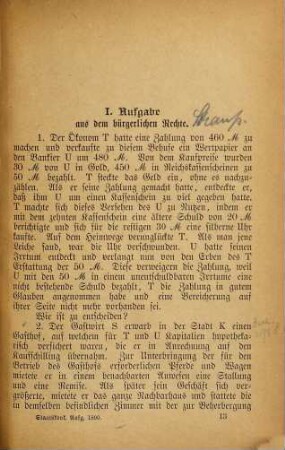 I. Aufgabe
aus dem bürgerlichen Rechte.
1. Der Ökonom T hatte eine Zahlung von 460 ℳ zu
machen und verkaufte zu diesem Behufe ein Wertpapier an
den Bankier U um 480 ℳ. Von dem Kaufpreise wurden
30 ℳ von U in Gold, 450 ℳ in Reichskassenscheinen zu
50 ℳ bezahlt. T steckte das Geld ein, ohne es nachzu-
zählen. Als er seine Zahlung gemacht hatte, entdeckte er,
daß ihm U um einen Kassenschein zu viel gegeben hatte.
T machte sich dieses Versehen des U zu Nutzen, indem er
mit dem zehnten Kassenschein eine ältere Schuld von 20 ℳ
berichtigte und sich für die restigen 30 ℳ eine silberne Uhr
kaufte. Auf dem Heimwege verunglückte T. Als man jene
Leiche fand, war die Uhr verschwunden. U hatte seinen
Irrtum entdeckt und verlangt nun von den Erben des T
Erstattung der 50 ℳ. Diese verweigern die Zahlung, weil
U mit den 50 ℳ in einem unentschuldbaren Irrtume eine
nicht bestehende Schuld bezahlt, T die Zahlung in gutem
Glauben angenommen habe und eine Bereicherung auf
ihrer Seite nicht mehr vorhanden sei.
Wie ist zu entscheiden?
2. Der Gastwirt S erwarb in der Stadt K einen
Gasthof, auf welchen für T und U Kapitalien hypotheka-
risch versichert waren, die er in Anrechnung auf den
Kaufschilling übernahm. Zur Unterbringung der für den
Betrieb des Gasthofs erforderlichen Pferde und Wagen
mietete er in einem benachbarten Anwesen eine Stallung
und eine Remise. Als später sein Geschäft sich ver-
größerte, mietete er das ganze Nachbarhaus und stattete die
in demselben befindlichen Zimmer mit der zur Beherbergung
Staatskonk. Aufg. 1896.